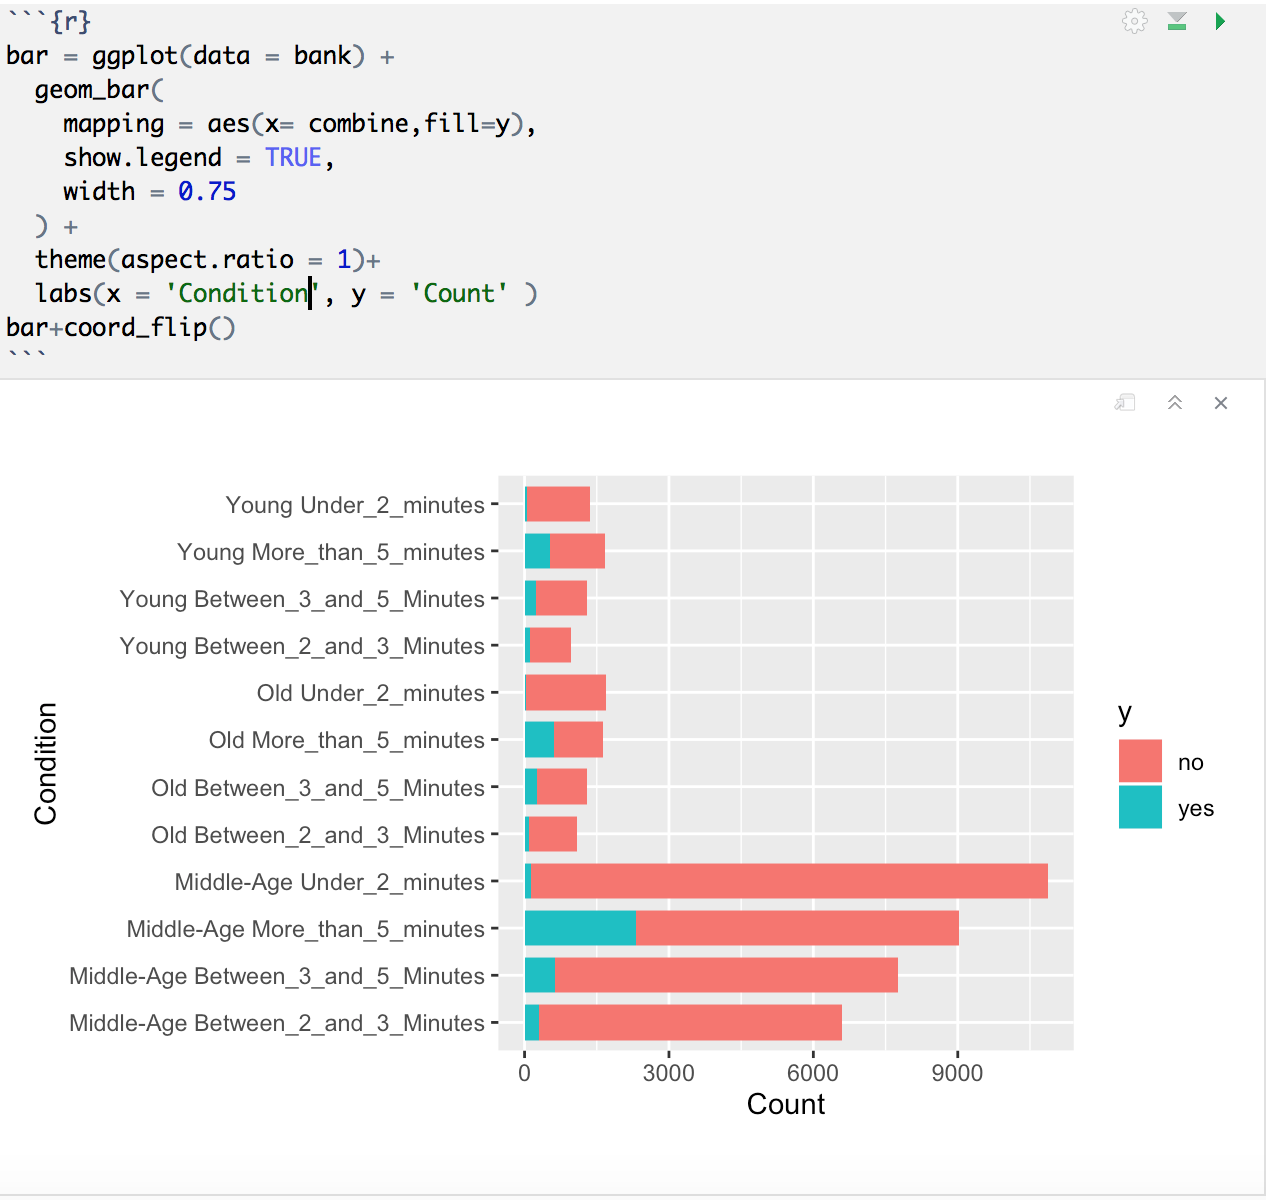 ```{r}
bar = ggplot(data = bank) +
  geom_bar(
    mapping = aes(x= combine,fill=y),
    show.legend = TRUE,
    width = 0.75
  ) +
  theme(aspect.ratio = 1)+
  labs(x = 'Condition', y = 'Count' )
bar+coord_flip()
```
Young Under_2_minutes
Young More_than_5_minutes
Young Between_3_and_5_Minutes
Young Between_2_and_3_Minutes
Old Under_2_minutes
Old More_than_5_minutes
Old Between_3_and_5_Minutes
Old Between_2_and_3_Minutes
Middle-Age Under_2_minutes
Middle-Age More_than_5_minutes
Middle-Age Between_3_and_5_Minutes
Middle-Age Between_2_and_3_Minutes
Condition
0 3000 6000 9000
Count
y
no
yes